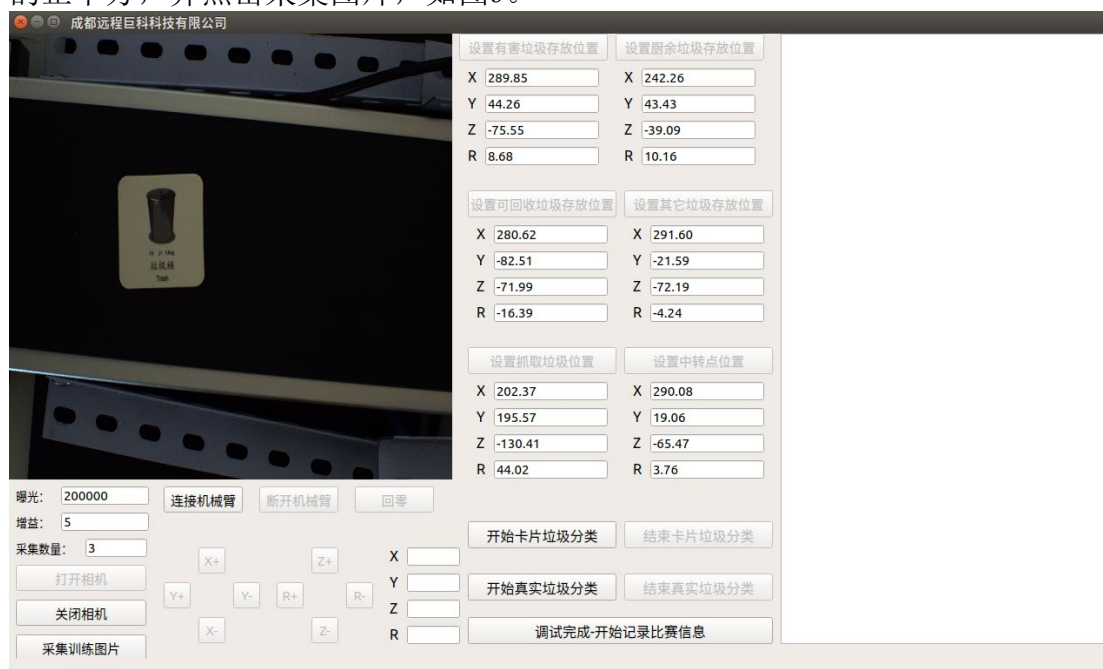 的正下方，并点击采集图片，如图5。
成都远程巨科科技有限公司
设置有害垃圾存放位置 设置厨余垃圾存放位置
X 289.85 X 242.26
Y 44.26 Y 43.43
Z -75.55 Z -39.09
R 8.68 R 10.16
设置可回收垃圾存放位置 设置其它垃圾存放位置
X 280.62 X 291.60
Y -82.51 Y -21.59
Z -71.99 Z -72.19
R -16.39 R -4.24
设置抓取垃圾位置 设置中转点位置
X 202.37 X 290.08
Y 195.57 Y 19.06
Z -130.41 Z -65.47
R 44.02 R 3.76
垃圾桶
Trash
曝光: 200000 连接机械臂 断开机械臂 回零
增益: 5
采集数量: 3
打开相机
关闭相机
采集训练图片
X+ Z+
Y+ Y- R+ R-
X- Z-
X
Y
Z
R
开始卡片垃圾分类 结束卡片垃圾分类
开始真实垃圾分类 结束真实垃圾分类
调试完成-开始记录比赛信息